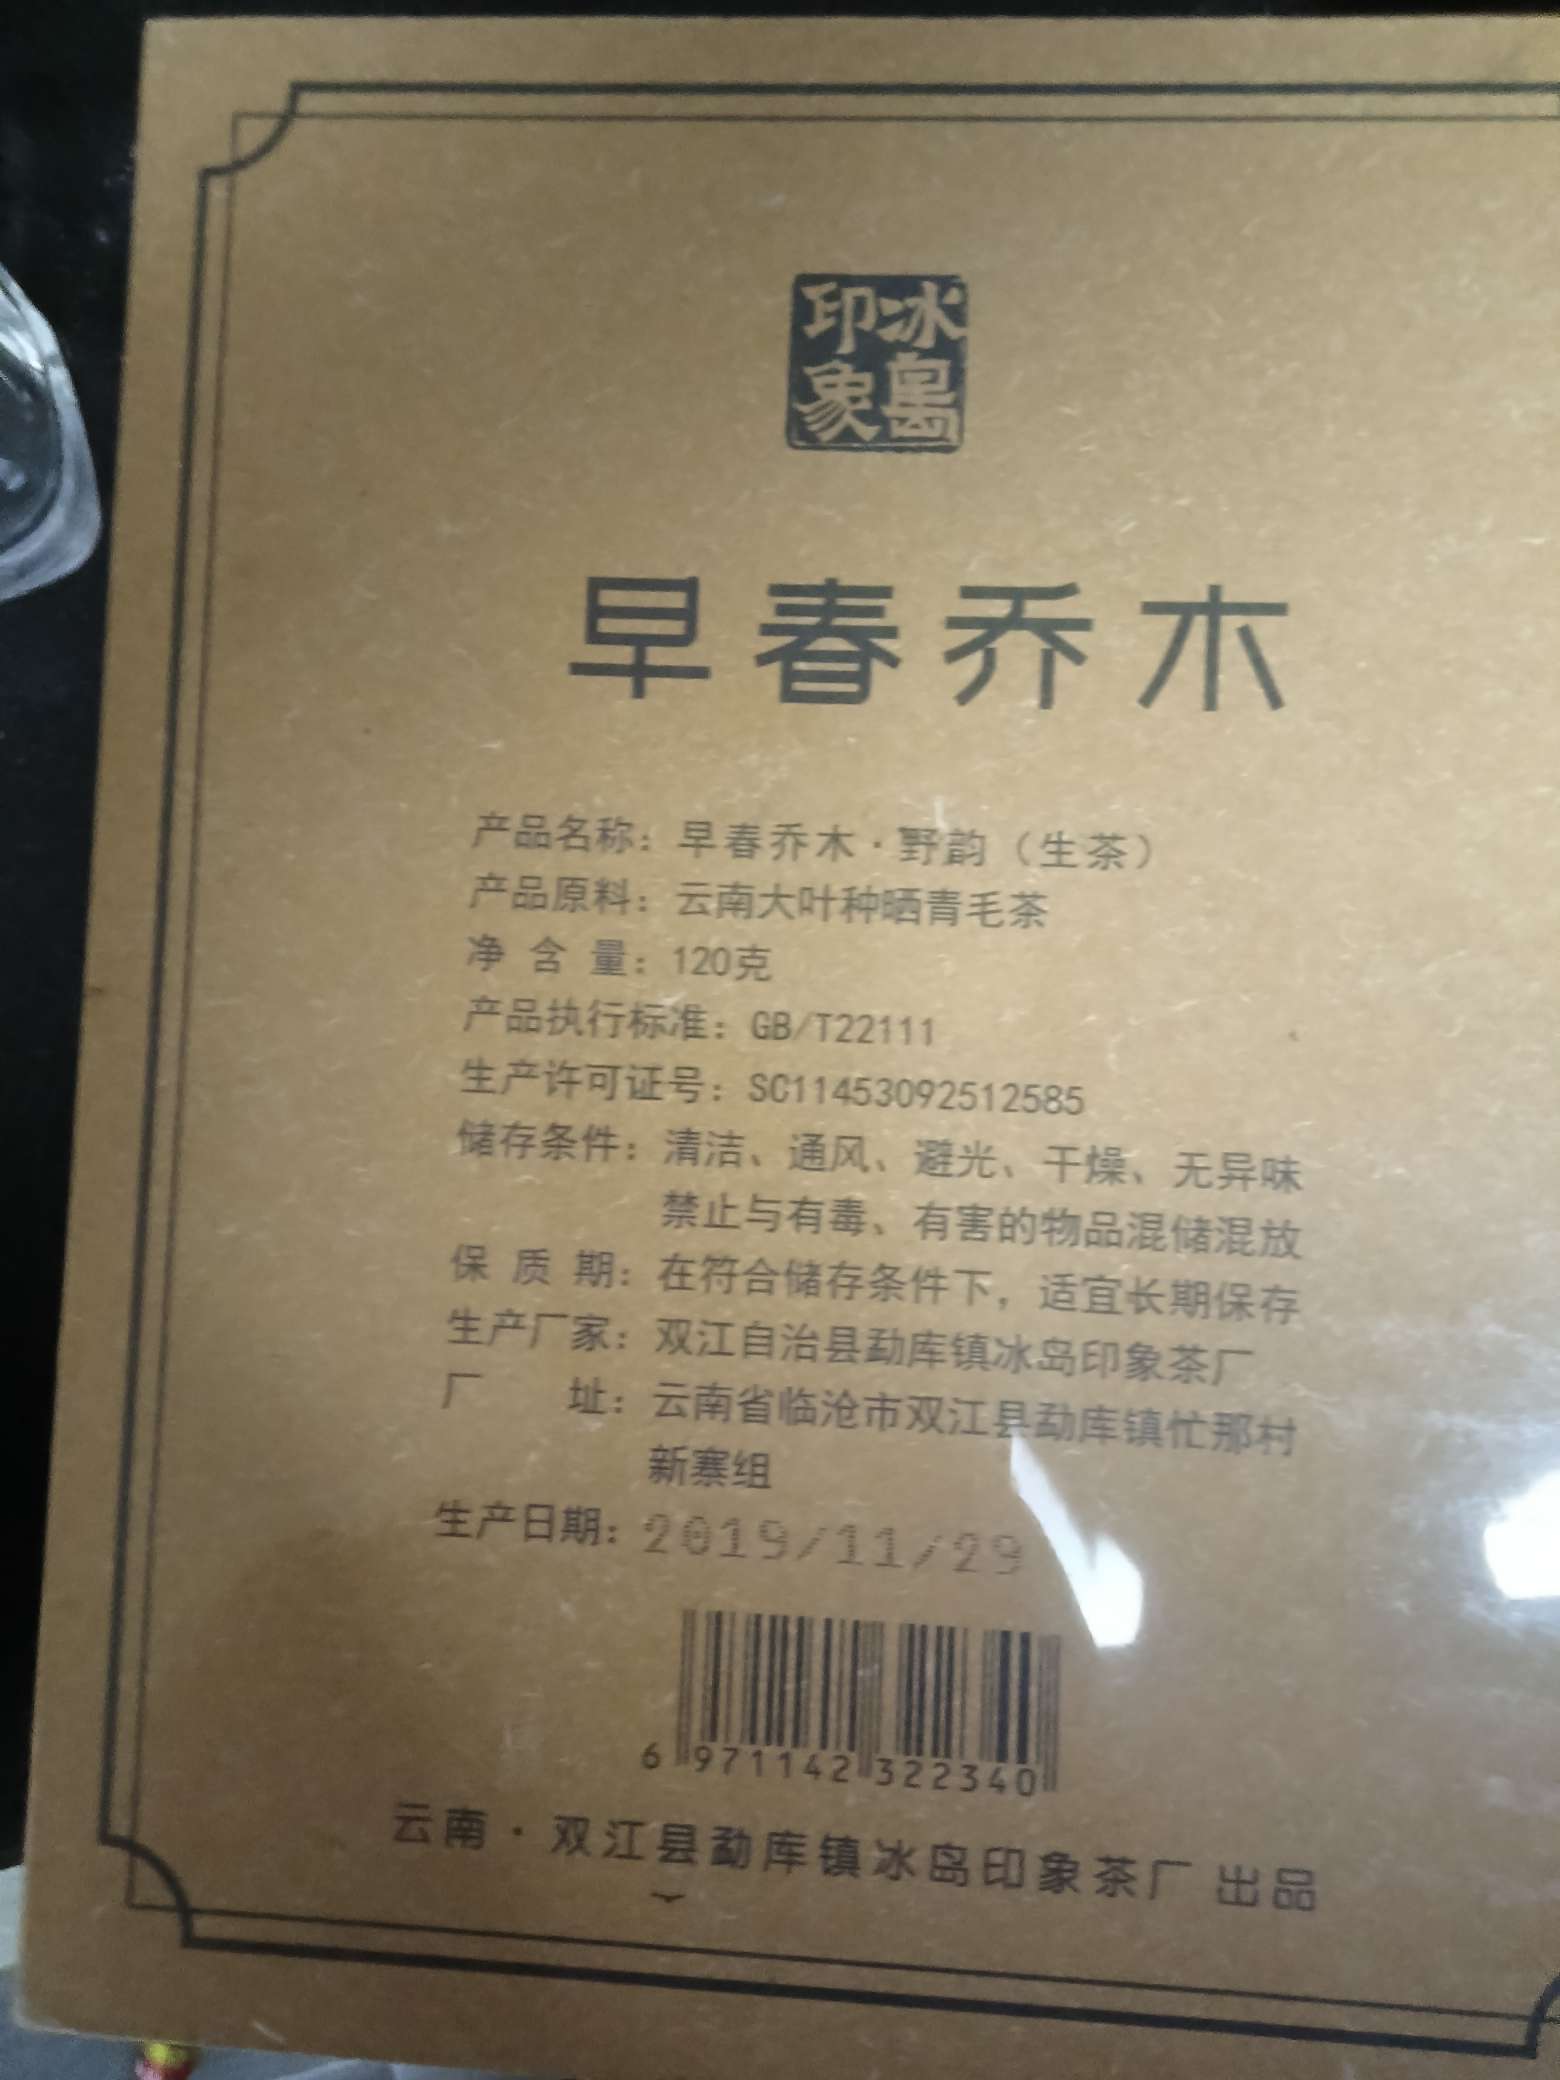 冰岛
印象
早春乔木
产品名称：早春乔木·野韵（生茶）
产品原料：云南大叶种晒青毛茶
净 含 量：120克
产品执行标准：GB/T22111
生产许可证号：SC11453092512585
储存条件：清洁、通风、避光、干燥、无异味
禁止与有毒、有害的物品混储混放
保 质 期：在符合储存条件下，适宜长期保存
生产厂家：双江自治县勐库镇冰岛印象茶厂
厂 址：云南省临沧市双江县勐库镇忙那村
新寨组
生产日期：2019/11/29
6 971142 322340
云南·双江县勐库镇冰岛印象茶厂 出品